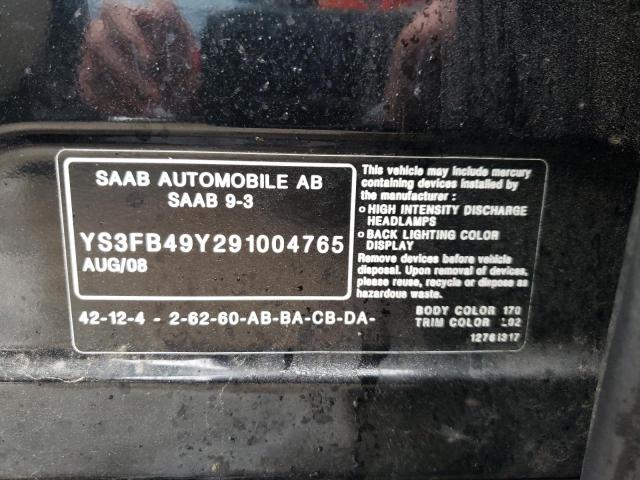 SAAB AUTOMOBILE AB
SAAB 9-3
YS3FB49Y291004765
AUG/08
42-12-4 - 2-62-60-AB-BA-CB-DA-
This vehicle may include mercury
containing devices installed by
the manufacturer :
o HIGH INTENSITY DISCHARGE
HEADLAMPS
o BACK LIGHTING COLOR
DISPLAY
Remove devices before vehicle
disposal. Upon removal of devices,
please reuse, recycle or dispose as
hazardous waste.
BODY COLOR 170
TRIM COLOR
12761317